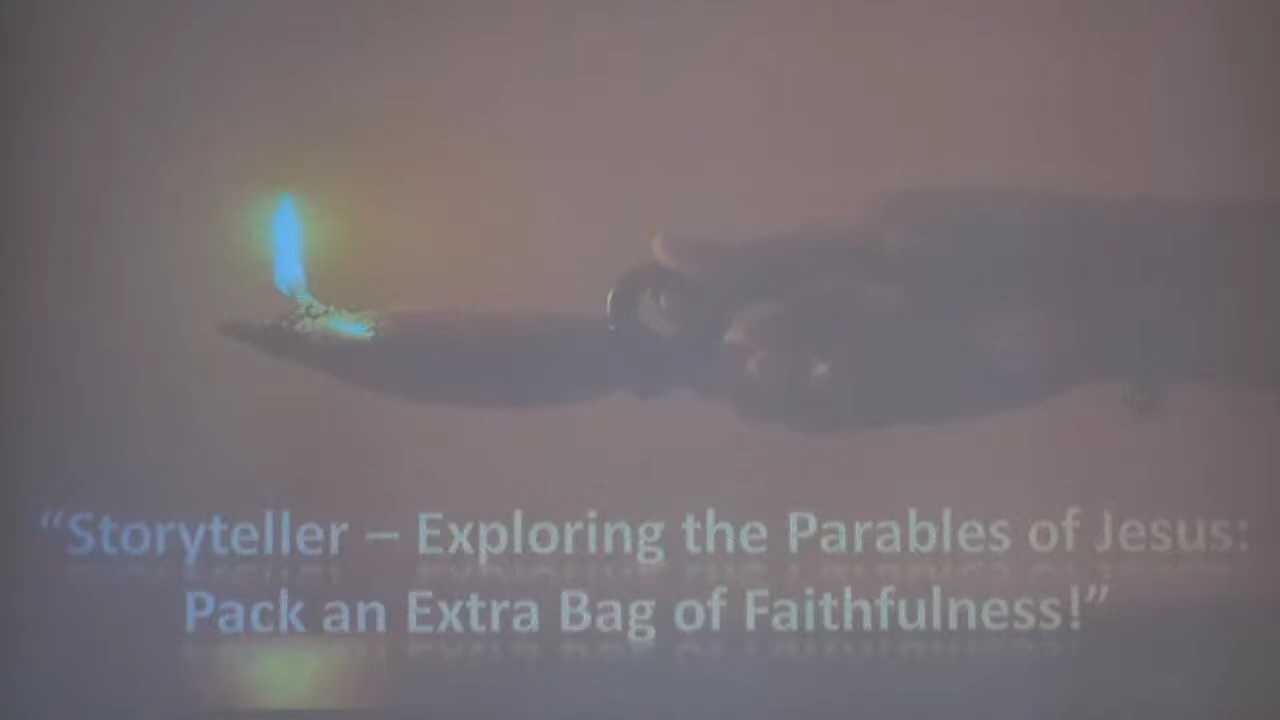 “Storyteller – Exploring the Parables of Jesus:
Pack an Extra Bag of Faithfulness!”